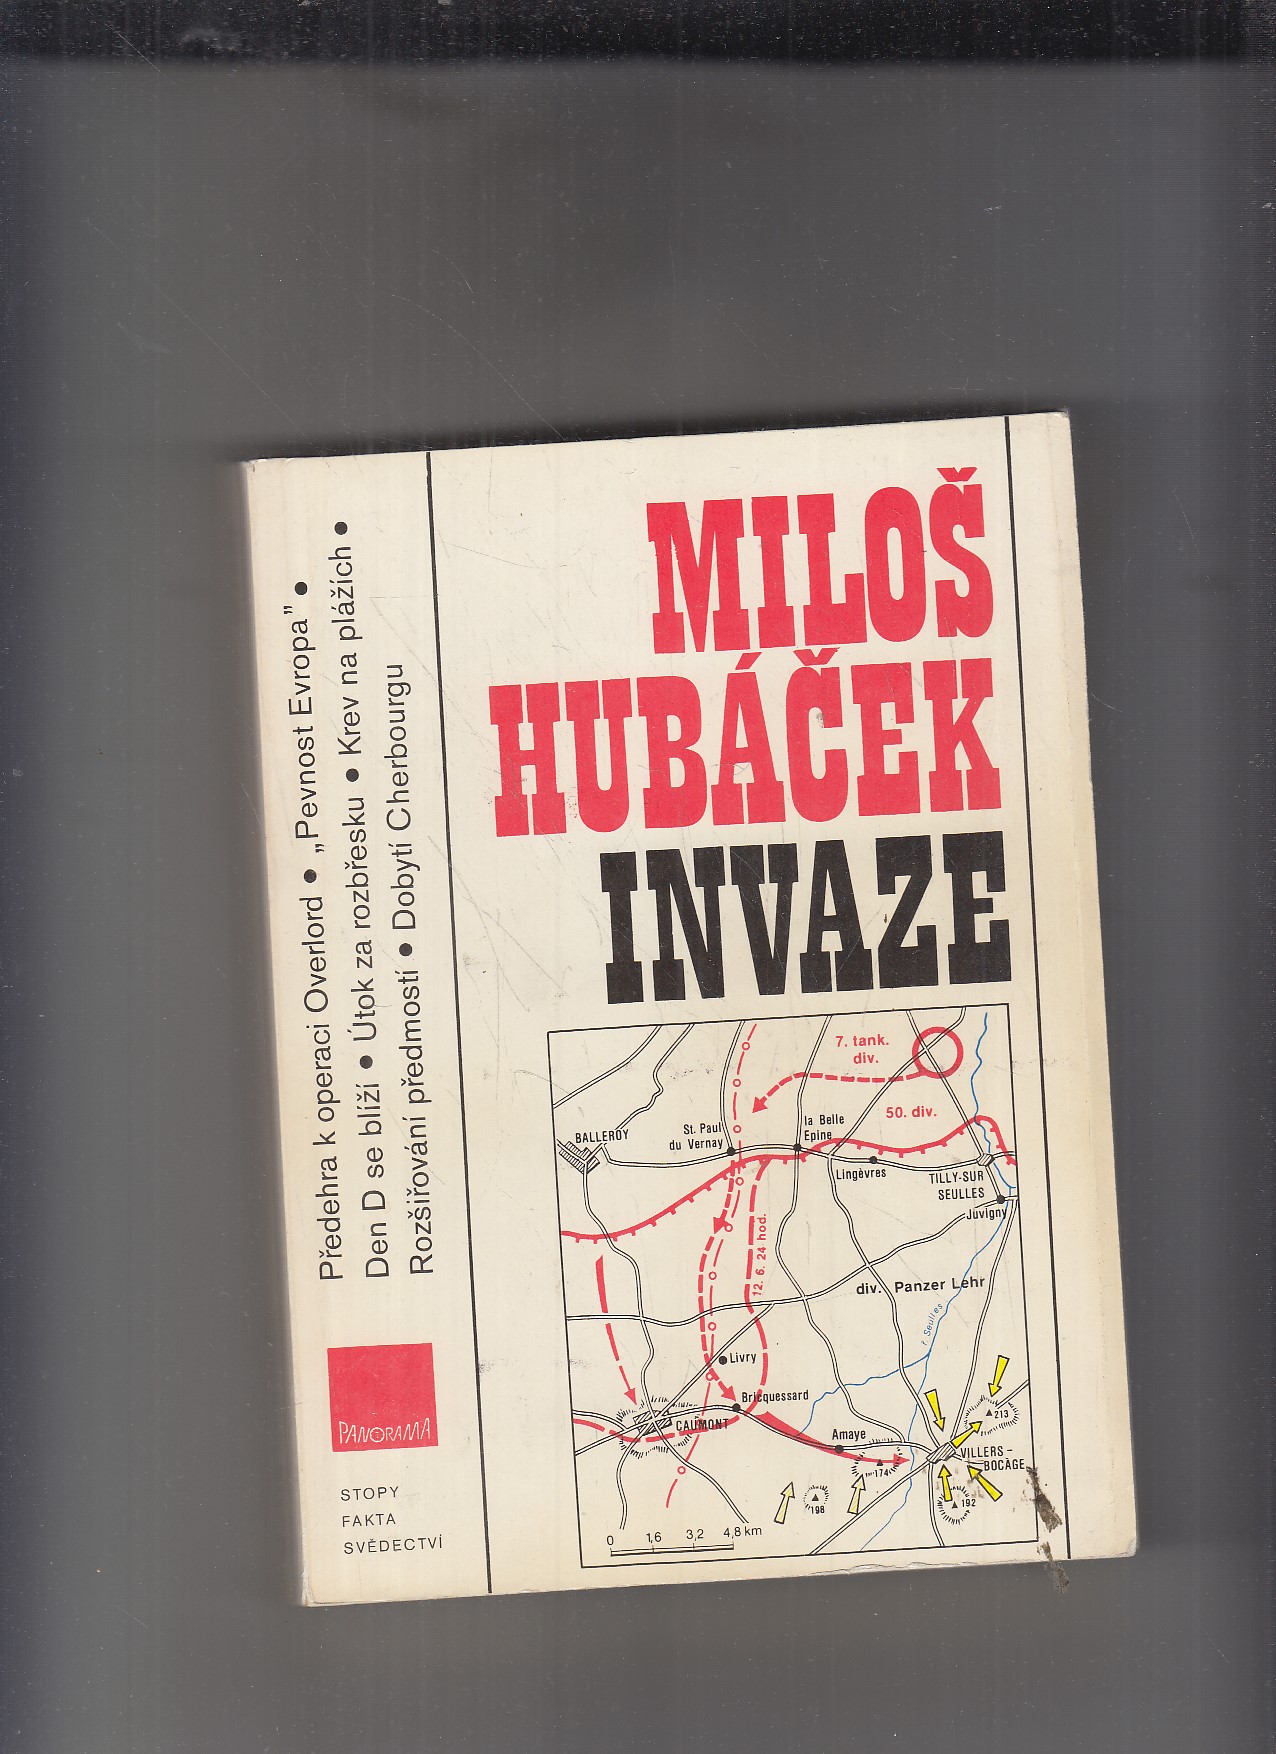 MILOŠ
HUBÁČEK
INVAZE
Předehra k operaci Overlord ● „Pevnost Evropa” ●
Den D se blíží ● Útok za rozbřesku ● Krev na plážích ●
Rozšiřování předmostí ● Dobytí Cherbourgu
PANORAMA
STOPY
FAKTA
SVĚDECTVÍ
7. tank.
div.
50. div.
BALLEROY
St. Paul
du Vernay
la Belle
Epine
Lingèvres
TILLY-SUR
SEULLES
Juvigny
12. 6. 24 hod.
div. Panzer Lehr
ř. Seulles
Livry
Bricquessard
CAUMONT
Amaye
213
VILLERS-
BOCAGE
174
198
192
0 1,6 3,2 4,8 km